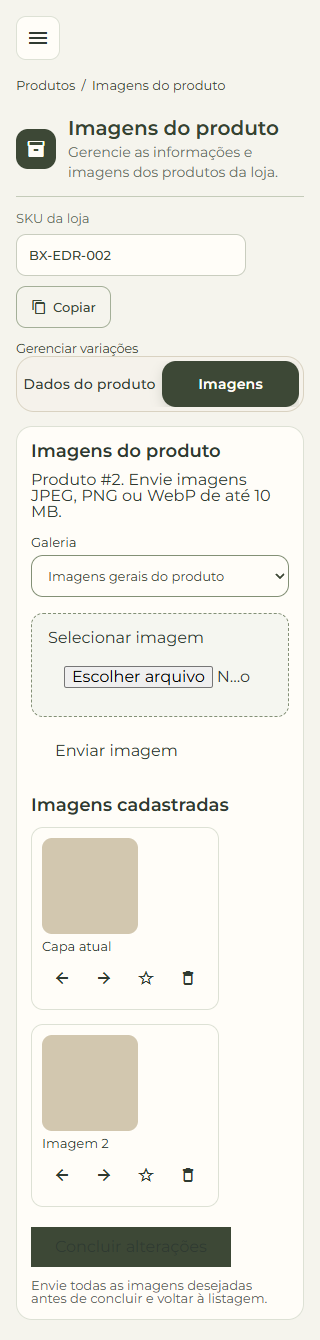 Produtos / Imagens do produto
Imagens do produto
Gerencie as informações e
imagens dos produtos da loja.
SKU da loja
BX-EDR-002
Copiar
Gerenciar variações
Dados do produto
Imagens
Imagens do produto
Produto #2. Envie imagens
JPEG, PNG ou WebP de até 10
MB.
Galeria
Imagens gerais do produto
Selecionar imagem
Escolher arquivo N...o
Enviar imagem
Imagens cadastradas
Capa atual
Imagem 2
Concluir alterações
Envie todas as imagens desejadas
antes de concluir e voltar à listagem.